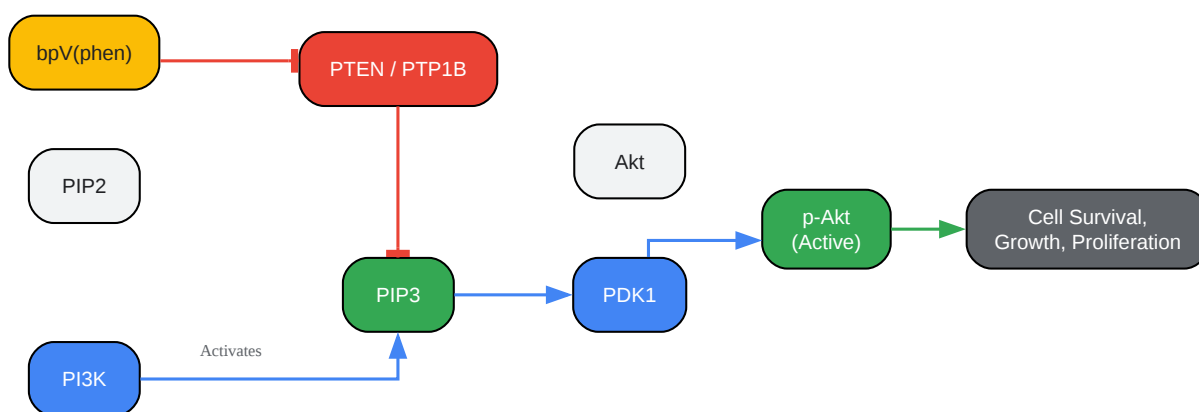 bpV(phen)
PTEN / PTP1B
PIP2
Akt
p-Akt
(Active)
Cell Survival,
Growth, Proliferation
PIP3
PDK1
Activates
PI3K